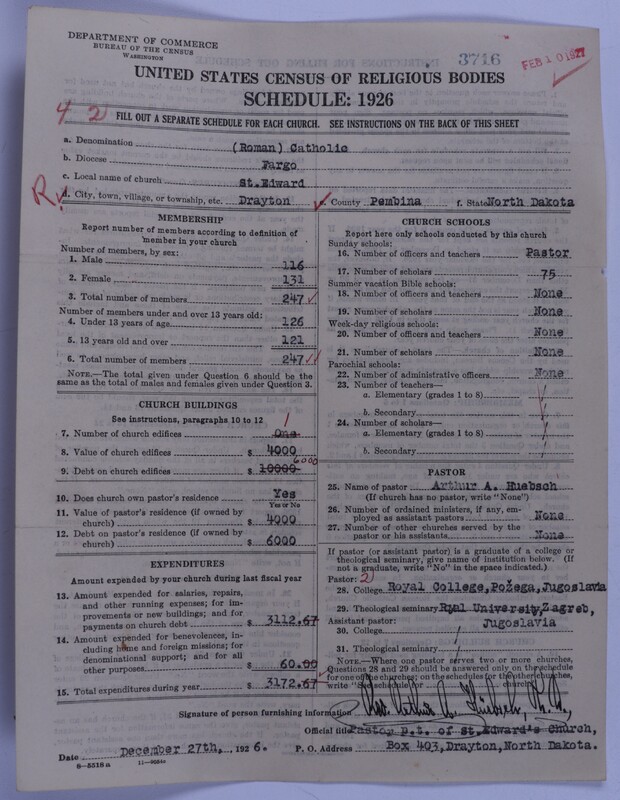 DEPARTMENT OF COMMERCE
BUREAU OF THE CENSUS
WASHINGTON
3716
FEB 10 1927
UNITED STATES CENSUS OF RELIGIOUS BODIES
SCHEDULE: 1926
4 2
FILL OUT A SEPARATE SCHEDULE FOR EACH CHURCH. SEE INSTRUCTIONS ON THE BACK OF THIS SHEET
a. Denomination (Roman) Catholic
b. Diocese Fargo
c. Local name of church St.Edward
R
d. City, town, village, or township, etc. Drayton e. County Pembina f. State North Dakota
MEMBERSHIP
Report number of members according to definition of
member in your church
Number of members, by sex:
1. Male 116
2. Female 131
3. Total number of members 247
Number of members under and over 13 years old:
4. Under 13 years of age 126
5. 13 years old and over 121
6. Total number of members 247
NOTE.—The total given under Question 6 should be
same as the total of males and females given under Question 3.
CHURCH BUILDINGS
See instructions, paragraphs 10 to 12
1
7. Number of church edifices One
8. Value of church edifices $ 4000
6000
9. Debt on church edifices $ 10000
10. Does church own pastor's residence Yes
Yes or No
11. Value of pastor's residence (if owned by
church) $ 4000
12. Debt on pastor's residence (if owned by
church) $ 6000
EXPENDITURES
Amount expended by your church during last fiscal year
13. Amount expended for salaries, repairs,
and other running expenses; for im-
provements or new buildings; and for
payments on church debt $ 3112.67
14. Amount expended for benevolences, in-
cluding home and foreign missions; for
denominational support; and for all
other purposes $ 60.00
15. Total expenditures during year $ 3172.67
CHURCH SCHOOLS
Report here only schools conducted by this church
Sunday schools:
16. Number of officers and teachers Pastor
17. Number of scholars 75
Summer vacation Bible schools:
18. Number of officers and teachers None
19. Number of scholars None
Week-day religious schools:
20. Number of officers and teachers None
21. Number of scholars None
Parochial schools:
22. Number of administrative officers None
23. Number of teachers—
a. Elementary (grades 1 to 8)
b. Secondary
24. Number of scholars—
a. Elementary (grades 1 to 8)
b. Secondary
PASTOR
25. Name of pastor Arthur A. Huebsch
(If church has no pastor, write "None")
26. Number of ordained ministers, if any, em-
ployed as assistant pastors None
27. Number of other churches served by the
pastor or his assistants None
If pastor (or assistant pastor) is a graduate of a college or
theological seminary, give name of institution below. (If
not a graduate, write "No" in the space indicated.)
Pastor: 2
28. College Royal College,Požega,Jugoslavia
29. Theological seminary Ryal University,Zagreb,
Assistant pastor: Jugoslavia
30. College
31. Theological seminary
NOTE.—Where one pastor serves two or more churches,
Questions 28 and 29 should be answered only on the schedule
for one of the churches; on the schedules for the other churches,
write "See schedule church"
Signature of person furnishing information Arthur A. Huebsch, Ph.D.,
Official title Pastor p.t. of St.Edward's Church,
Date December 27th, 1926. P. O. Address Box 403,Drayton,North Dakota.
8-5518a